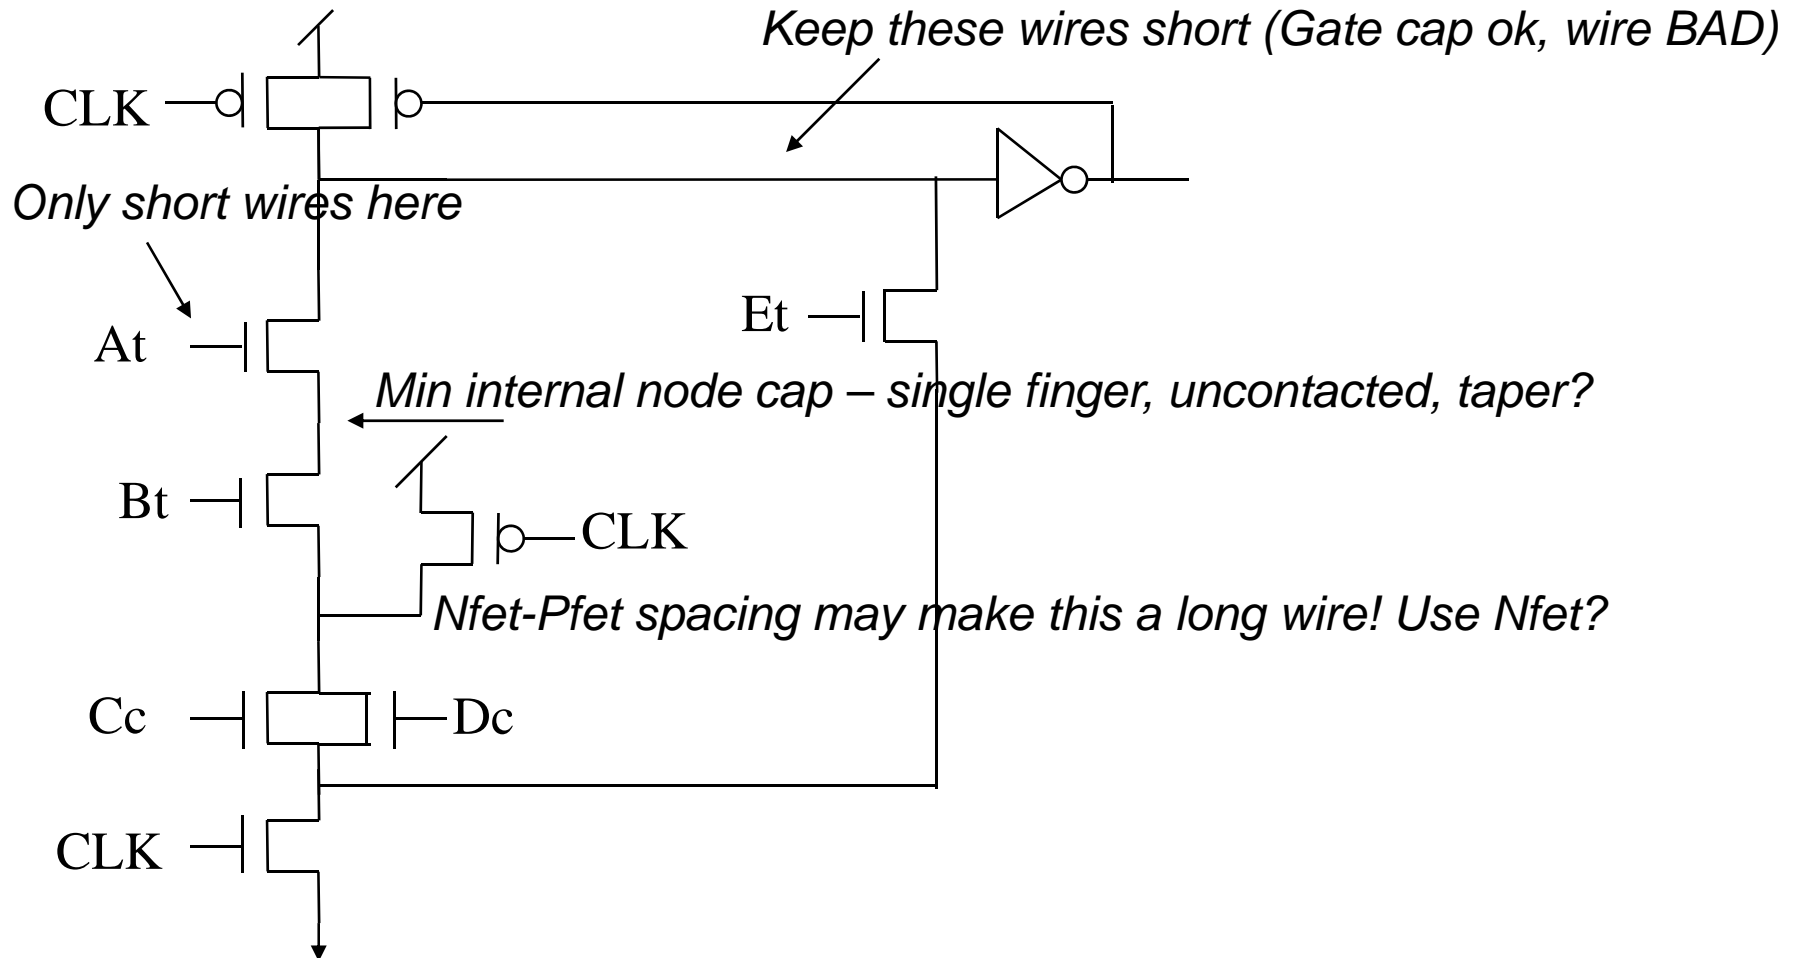 Keep these wires short (Gate cap ok, wire BAD)
CLK
Only short wires here
At
Et
Min internal node cap – single finger, uncontacted, taper?
Bt
CLK
Nfet-Pfet spacing may make this a long wire! Use Nfet?
Cc
Dc
CLK